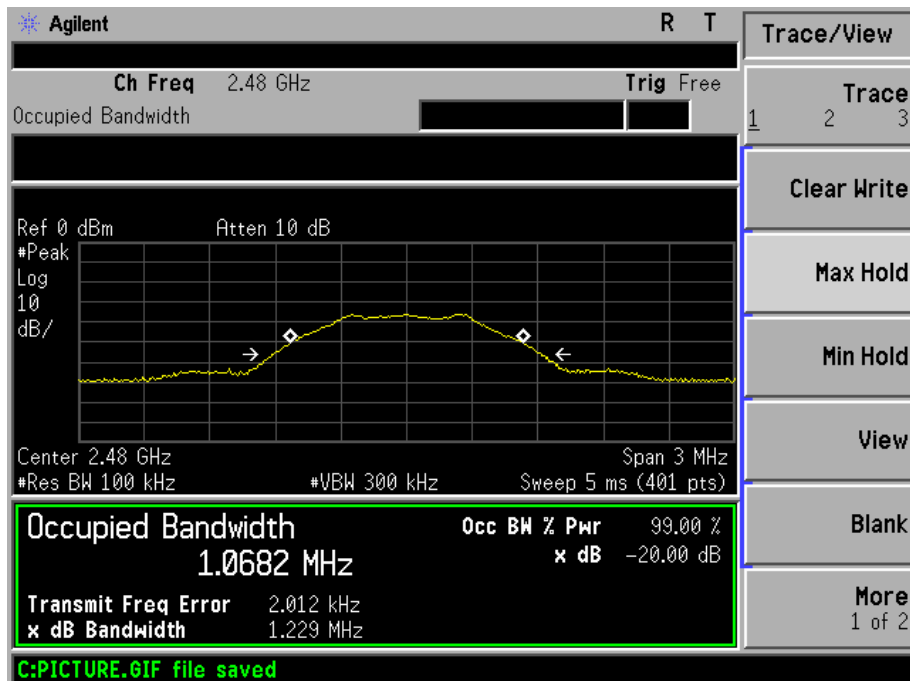 Agilent R T
Ch Freq 2.48 GHz Trig Free
Occupied Bandwidth
Ref 0 dBm Atten 10 dB
#Peak
Log
10
dB/
Center 2.48 GHz Span 3 MHz
#Res BW 100 kHz #VBW 300 kHz Sweep 5 ms (401 pts)
Occupied Bandwidth Occ BW % Pwr 99.00 %
1.0682 MHz x dB -20.00 dB
Transmit Freq Error 2.012 kHz
x dB Bandwidth 1.229 MHz
C:PICTURE.GIF file saved
Trace/View
Trace
1 2 3
Clear Write
Max Hold
Min Hold
View
Blank
More
1 of 2